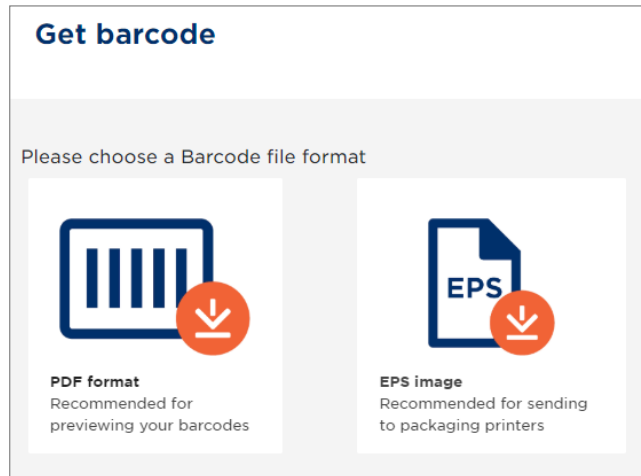 Get barcode
Please choose a Barcode file format
EPS
PDF format
Recommended for
previewing your barcodes
EPS image
Recommended for sending
to packaging printers